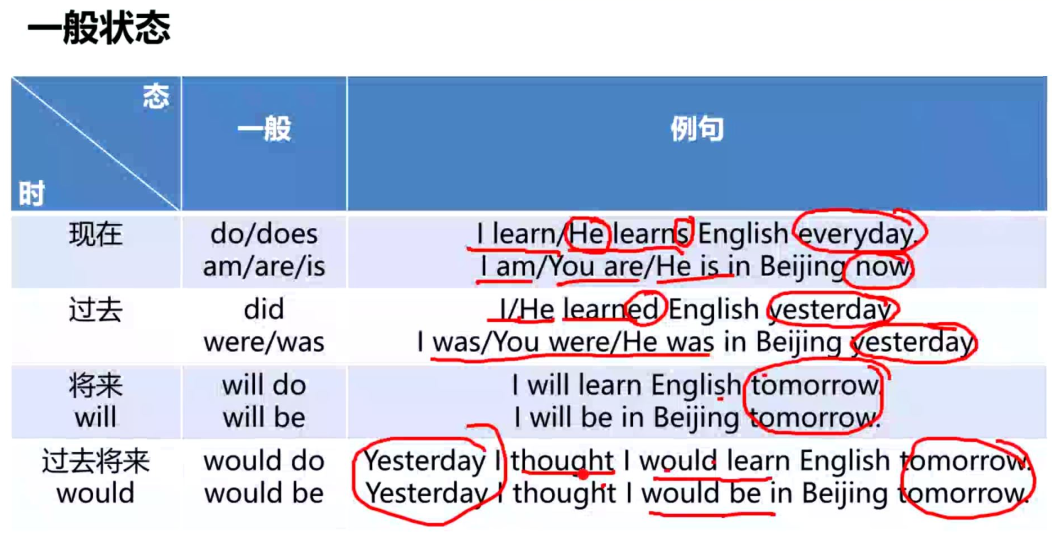 一般状态
态
时
一般
例句
现在
do/does
I learn/He learns English everyday.
am/are/is
I am/You are/He is in Beijing now
过去
did
I/He learned English yesterday
were/was
I was/You were/He was in Beijing yesterday
将来
will do
I will learn English tomorrow.
will
will be
I will be in Beijing tomorrow.
过去将来
would do
Yesterday I thought I would learn English tomorrow.
would
would be
Yesterday I thought I would be in Beijing tomorrow.